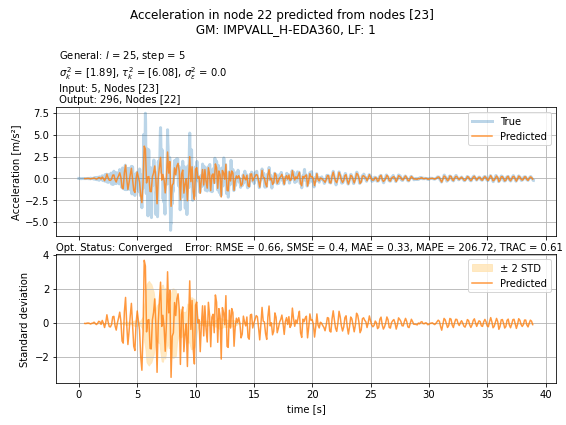 Acceleration in node 22 predicted from nodes [23]
GM: IMPVALL_H-EDA360, LF: 1
General: l = 25, step = 5
σ²ₖ = [1.89], τ²ₖ = [6.08], σ²ε = 0.0
Input: 5, Nodes [23]
Output: 296, Nodes [22]
7.5
5.0
2.5
0.0
−2.5
−5.0
Acceleration [m/s²]
True
Predicted
Opt. Status: Converged    Error: RMSE = 0.66, SMSE = 0.4, MAE = 0.33, MAPE = 206.72, TRAC = 0.61
4
2
0
−2
Standard deviation
± 2 STD
Predicted
0 5 10 15 20 25 30 35 40
time [s]